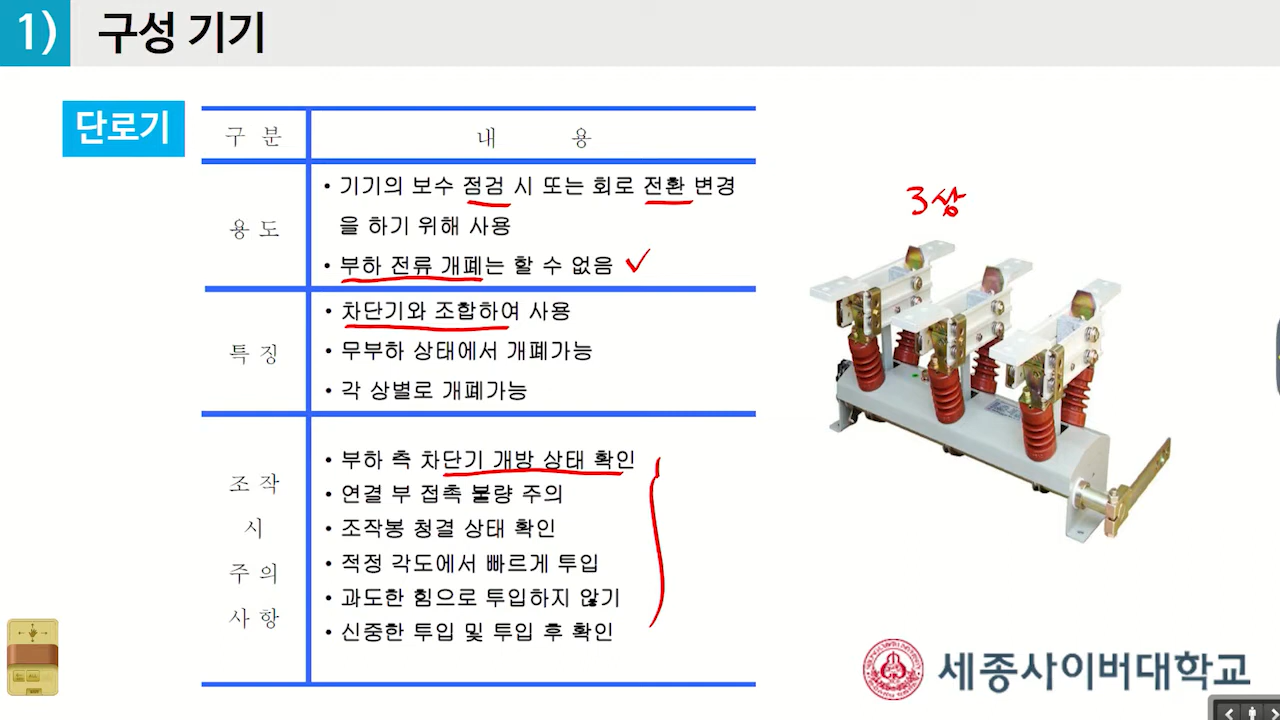 1) 구성 기기
단로기
구 분
내 용
용 도
• 기기의 보수 점검 시 또는 회로 전환 변경
을 하기 위해 사용
• 부하 전류 개폐는 할 수 없음
특 징
• 차단기와 조합하여 사용
• 무부하 상태에서 개폐가능
• 각 상별로 개폐가능
조 작
시
주 의
사 항
• 부하 측 차단기 개방 상태 확인
• 연결 부 접촉 불량 주의
• 조작봉 청결 상태 확인
• 적정 각도에서 빠르게 투입
• 과도한 힘으로 투입하지 않기
• 신중한 투입 및 투입 후 확인
3상
세종사이버대학교